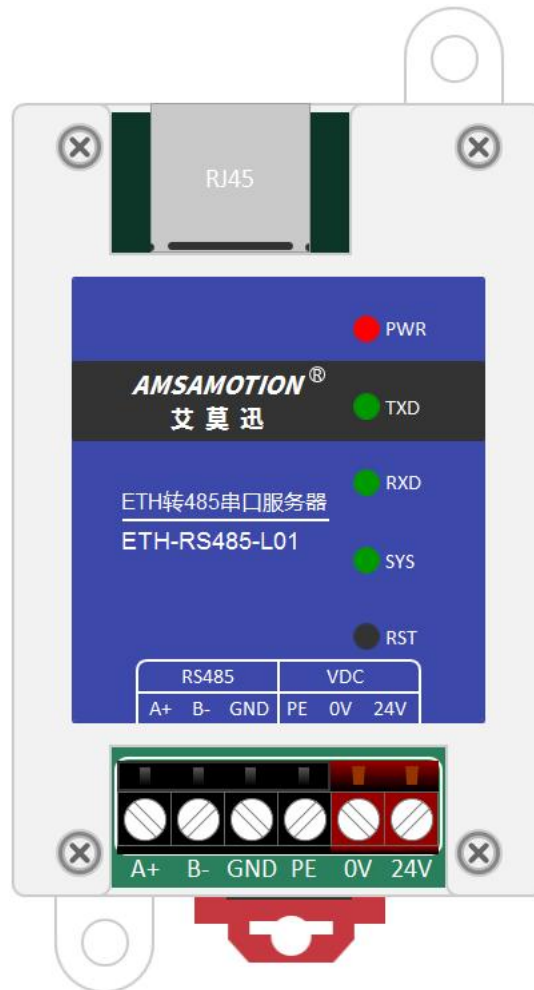 RJ45
PWR
AMSAMOTION®
艾莫迅
TXD
RXD
ETH转485串口服务器
ETH-RS485-L01
SYS
RST
RS485 VDC
A+ B- GND PE 0V 24V
A+ B- GND PE 0V 24V